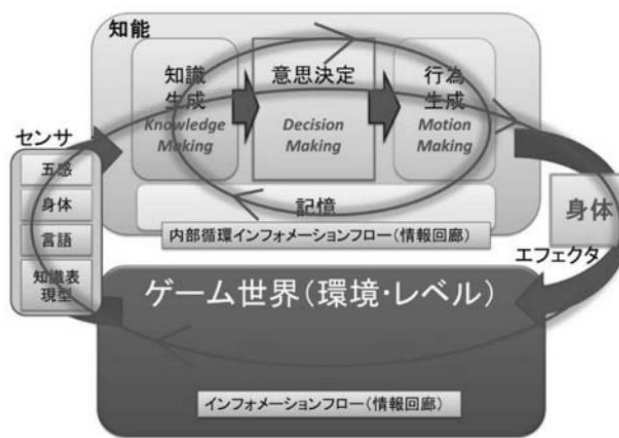 知能
知識
生成
Knowledge
Making
意思決定
Decision
Making
行為
生成
Motion
Making
記憶
内部循環インフォメーションフロー(情報回廊)
センサ
五感
身体
言語
知識表
現型
身体
エフェクタ
ゲーム世界(環境・レベル)
インフォメーションフロー(情報回廊)